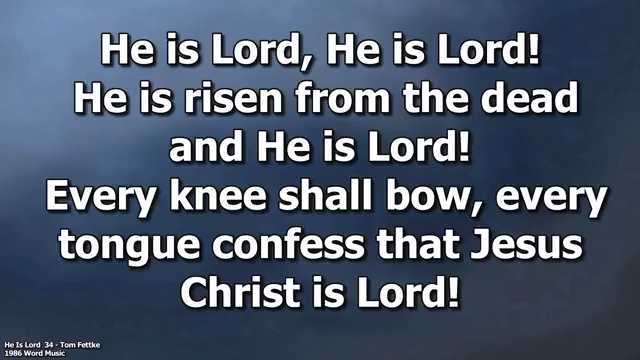 He is Lord, He is Lord!
He is risen from the dead
and He is Lord!
Every knee shall bow, every
tongue confess that Jesus
Christ is Lord!
He Is Lord 34 - Tom Fettke
1986 Word Music